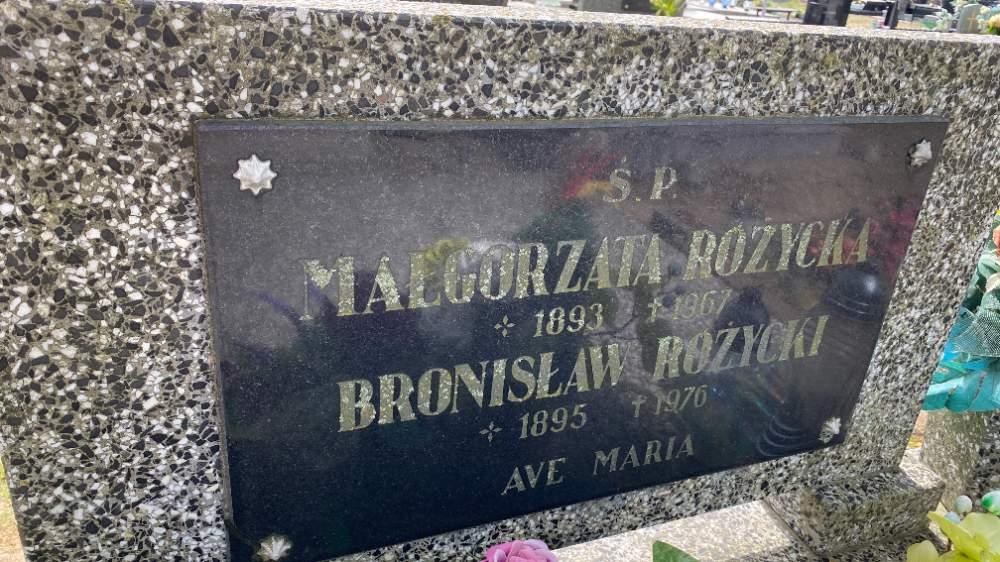 Ś.P.
MAŁGORZATA RÓŻYCKA
1893 †1967
BRONISŁAW RÓŻYCKI
1895 †1976
AVE MARIA